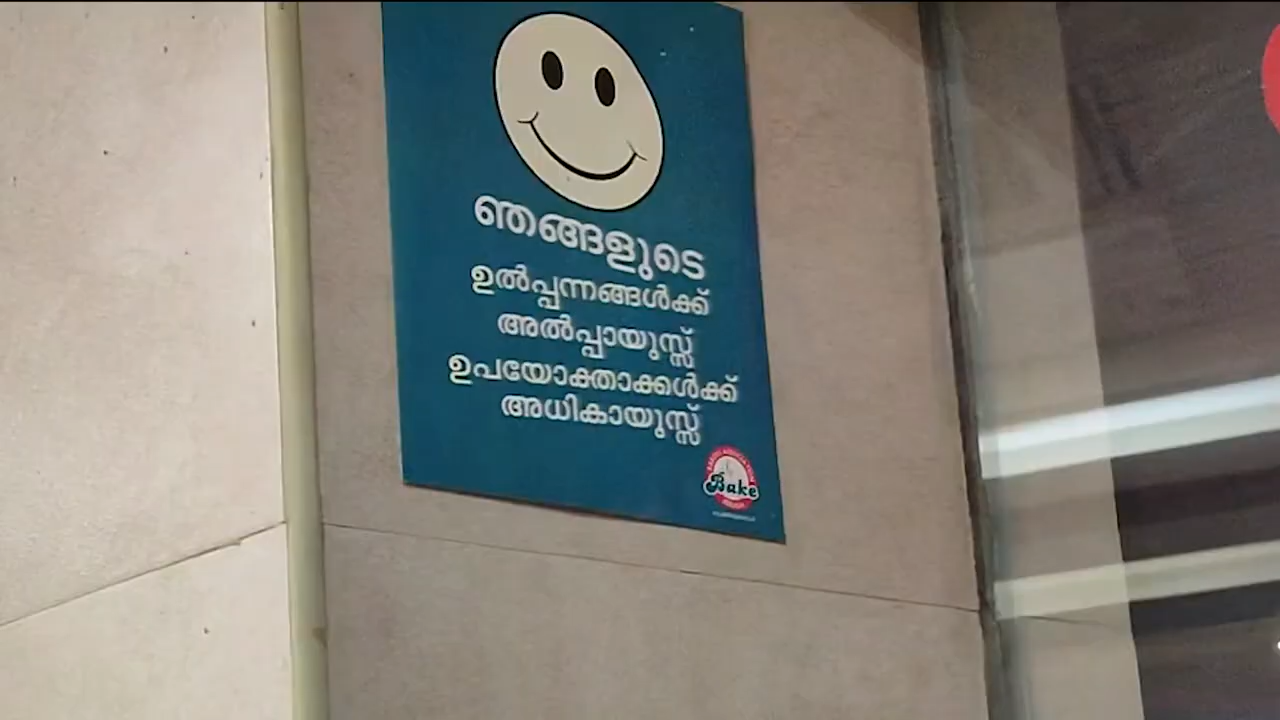 ഞങ്ങളുടെ
ഉൽപ്പന്നങ്ങൾക്ക്
അൽപ്പായുസ്സ്
ഉപയോക്താക്കൾക്ക്
അധികായുസ്സ്
Bake